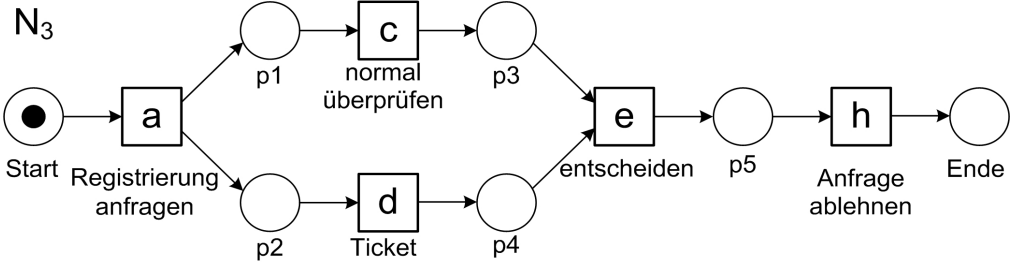 N3
Start
a
Registrierung
anfragen
p1
p2
c
normal
überprüfen
d
Ticket
p3
p4
e
entscheiden
p5
h
Anfrage
ablehnen
Ende